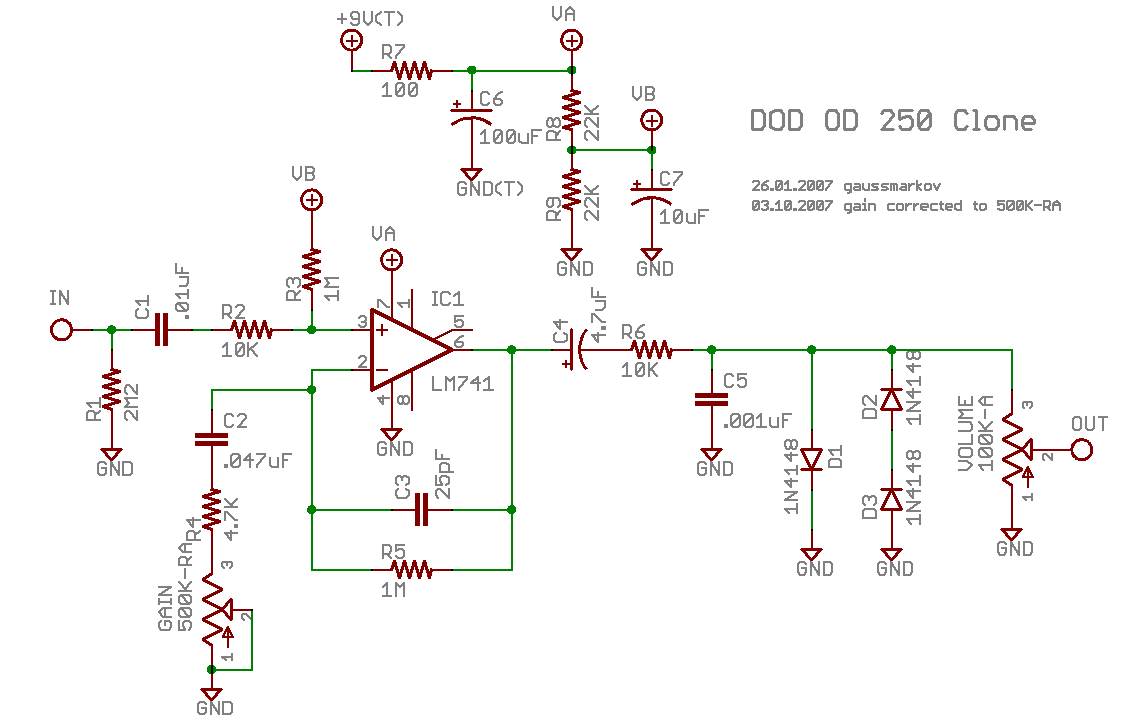 +9V(T)
VA
R7
100
C6
100uF
GND(T)
R8
22K
VB
R9
22K
C7
10uF
GND
GND
DOD OD 250 Clone
26.01.2007 gaussmarkov
03.10.2007 gain corrected to 500K-RA
VB
R3
1M
VA
IN
C1
.01uF
R2
10K
R1
2M2
GND
3
2
7
1
IC1
5
6
LM741
4
8
GND
C4
4.7uF
R6
10K
C2
.047uF
R4
4.7K
C3
25pF
R5
1M
GAIN
500K-RA
3
2
1
GND
C5
.001uF
GND
D1
1N4148
GND
D2
1N4148
D3
1N4148
GND
VOLUME
100K-A
3
2
1
GND
OUT